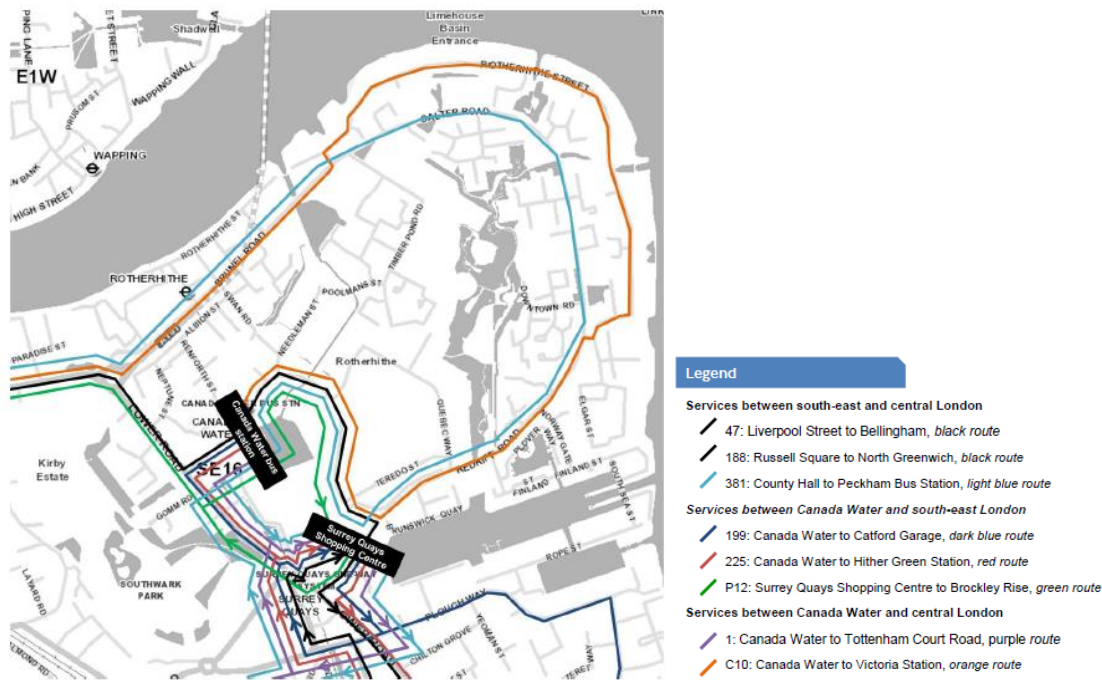 PING LANE
ET STREET
Shadwell
Limehouse
Basin
Entrance
E1W
PRUSOM ST
WAPPING WALL
WAPPING
HIGH STREET
ROTHERHITHE STREET
SALTER ROAD
ROTHERHITHE ST
BRUNEL ROAD
TIMBER POND RD
ROTHERHITHE
SWAN RD
ALBION ST
POOLMANS ST
NEEDLEMAN ST
DOWNTOWN RD
PARADISE ST
RENFORTH ST
NEPTUNE ST
Rotherhithe
LOWER ROAD
Canada Water bus
station
SE16
QUEBEC WAY
NORWAY GATE
PLOVER WAY
ELGAR ST
REDRIFF ROAD
TEREDO ST
FINLAND ST
FINLAND ST
SOUTH SEA ST
Kirby
Estate
GOMM RD
BRUNSWICK QUAY
Surrey Quays
Shopping Centre
ROPE ST
SOUTHWARK
PARK
SURREY
QUAYS
PLOUGH WAY
YEOMAN ST
CHILTON GROVE
LAYARD RD
Legend
Services between south-east and central London
47: Liverpool Street to Bellingham, black route
188: Russell Square to North Greenwich, black route
381: County Hall to Peckham Bus Station, light blue route
Services between Canada Water and south-east London
199: Canada Water to Catford Garage, dark blue route
225: Canada Water to Hither Green Station, red route
P12: Surrey Quays Shopping Centre to Brockley Rise, green route
Services between Canada Water and central London
1: Canada Water to Tottenham Court Road, purple route
C10: Canada Water to Victoria Station, orange route